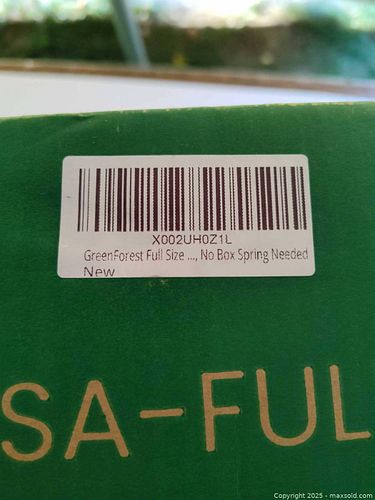 X002UH0Z1L
GreenForest Full Size ..., No Box Spring Needed
New
SA-FUL
Copyright 2025 - maxsold.com